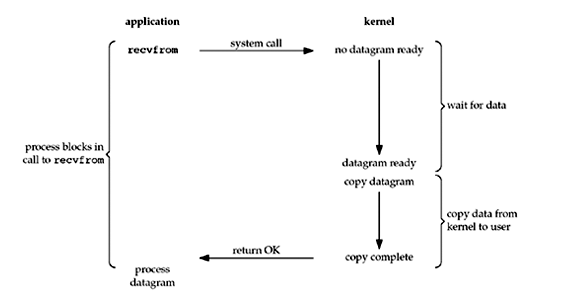 application
kernel
recvfrom
system call
no datagram ready
wait for data
process blocks in
call to recvfrom
datagram ready
copy datagram
copy data from
kernel to user
return OK
copy complete
process
datagram